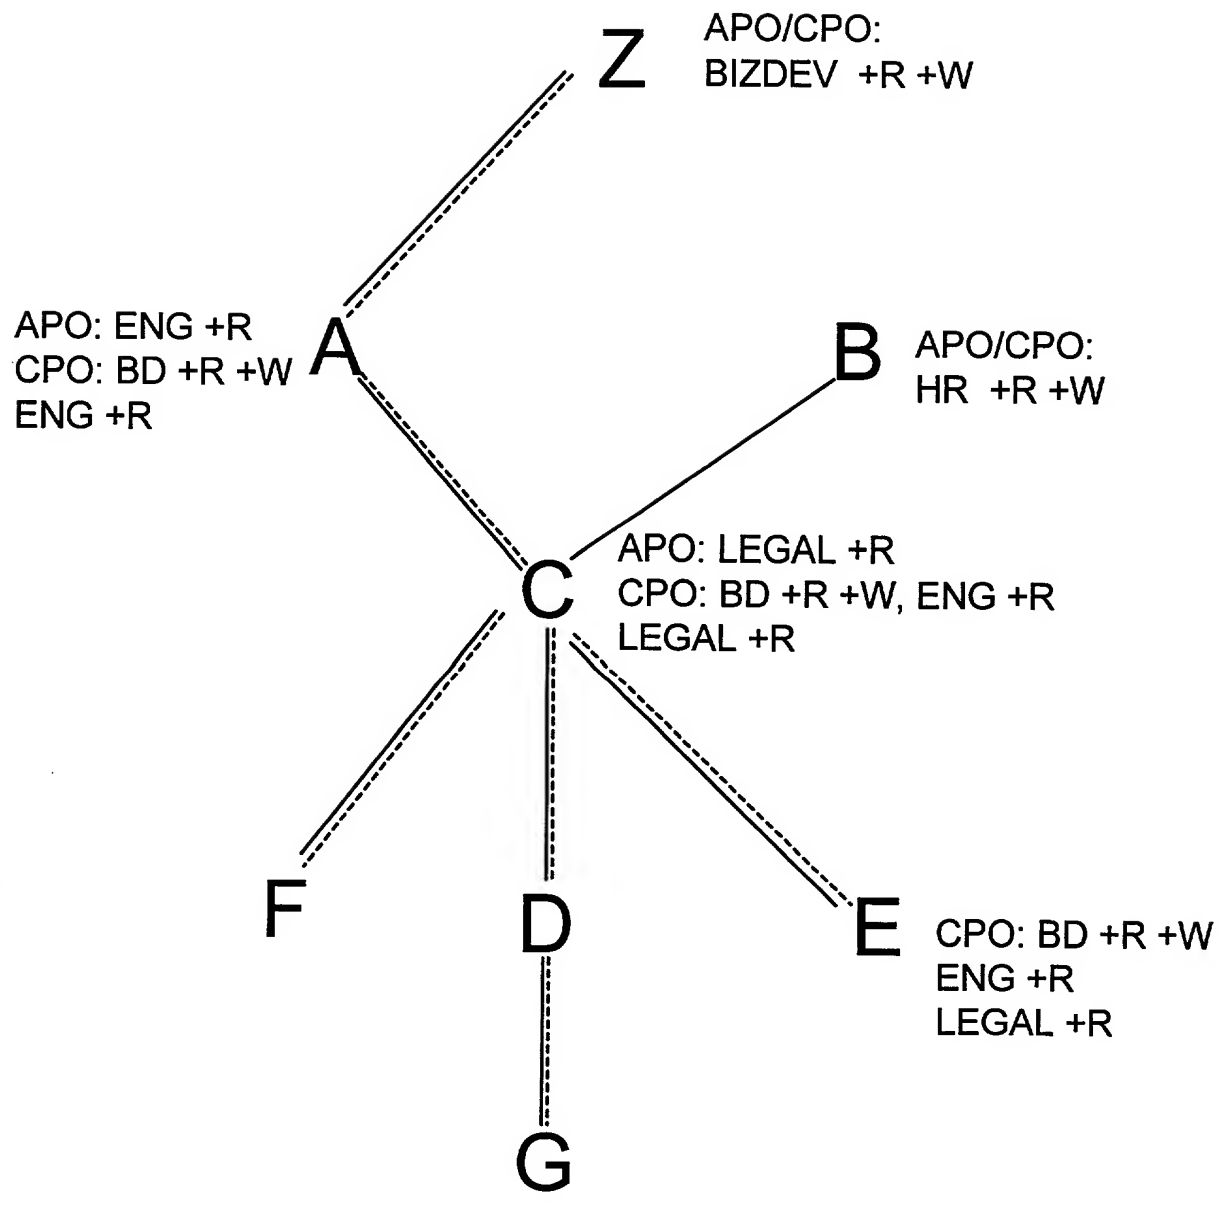 Z
APO/CPO:
BIZDEV +R +W
APO: ENG +R
CPO: BD +R +W
ENG +R
A
B
APO/CPO:
HR +R +W
C
APO: LEGAL +R
CPO: BD +R +W, ENG +R
LEGAL +R
F
D
E
CPO: BD +R +W
ENG +R
LEGAL +R
G